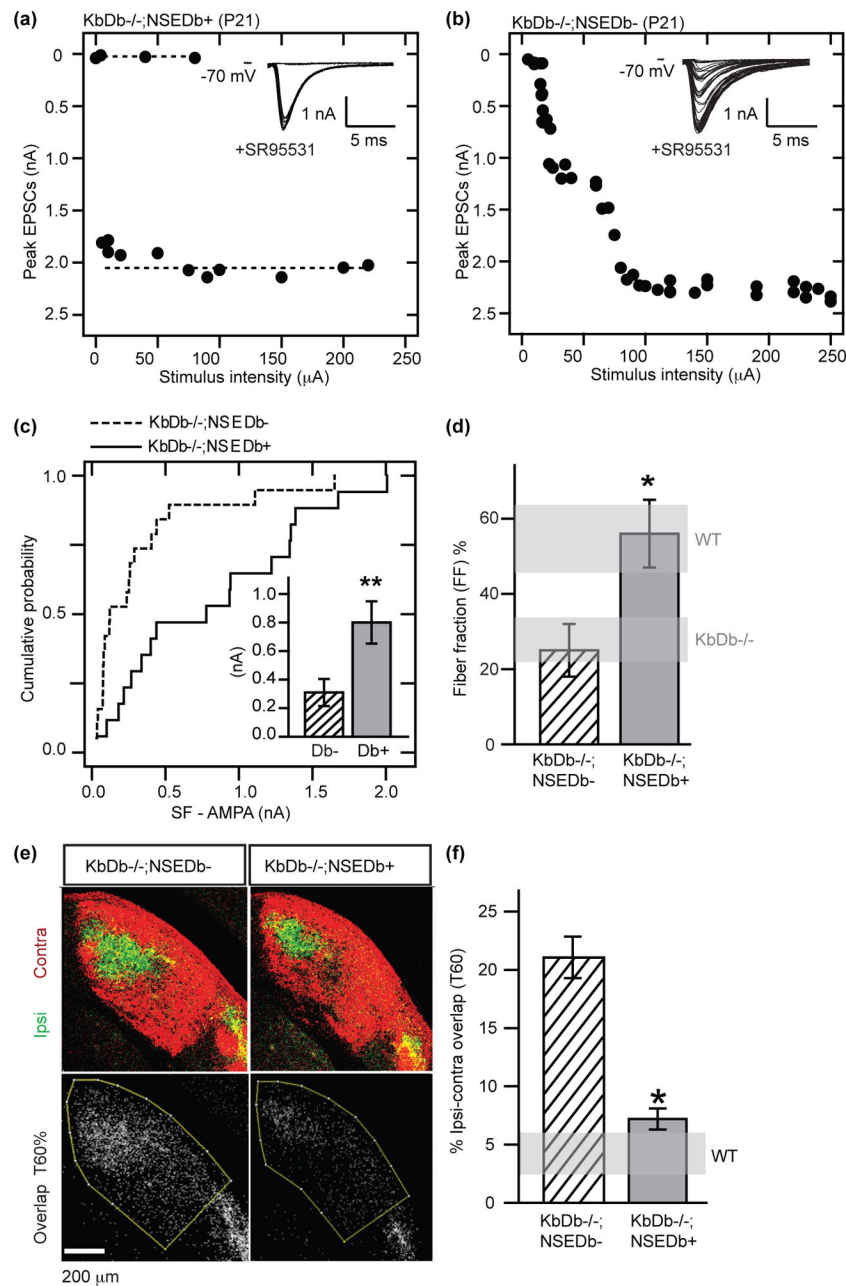 (a)
KbDb-/-;NSEDb+ (P21)
0
0.5
1.0
1.5
2.0
2.5
Peak EPSCs (nA)
-70 mV
1 nA
5 ms
+SR95531
0
50
100
150
200
250
Stimulus intensity (μA)
(b)
KbDb-/-;NSEDb- (P21)
0
0.5
1.0
1.5
2.0
2.5
Peak EPSCs (nA)
-70 mV
1 nA
5 ms
+SR95531
0
50
100
150
200
250
Stimulus intensity (μA)
(c)
KbDb-/-;NSEDb-
KbDb-/-;NSEDb+
1.0
0.5
0.0
Cumulative probability
0.0
0.5
1.0
1.5
2.0
SF - AMPA (nA)
1.0
0.8
0.6
0.4
0.2
0.0
(nA)
**
Db-
Db+
(d)
60
40
20
0
Fiber fraction (FF) %
*
WT
KbDb-/-
KbDb-/-;
NSEDb-
KbDb-/-;
NSEDb+
(e)
KbDb-/-;NSEDb-
KbDb-/-;NSEDb+
Ipsi
Contra
Overlap T60%
200 μm
(f)
25
20
15
10
5
0
% Ipsi-contra overlap (T60)
*
WT
KbDb-/-;
NSEDb-
KbDb-/-;
NSEDb+